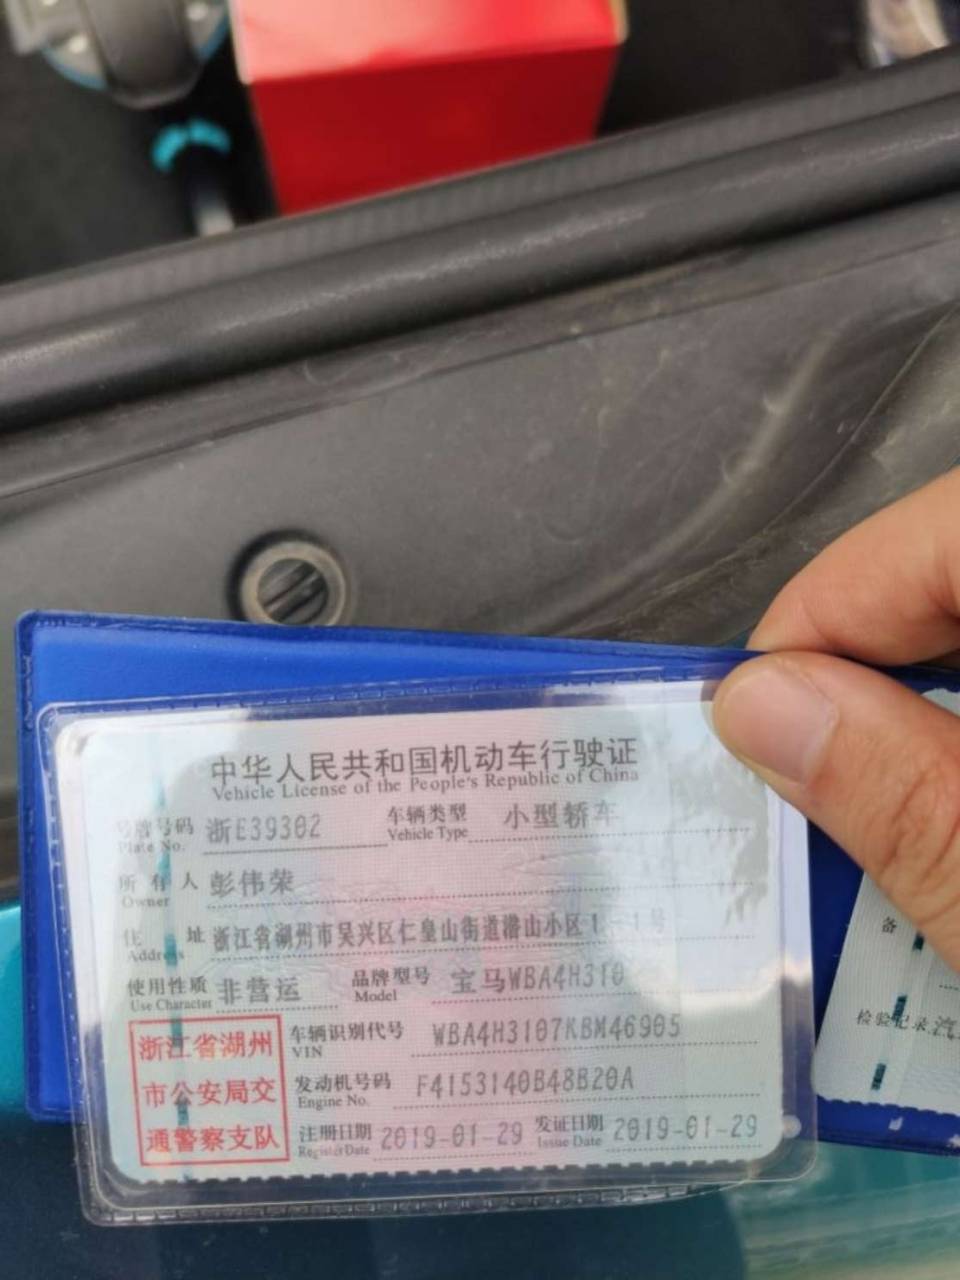 中华人民共和国机动车行驶证
Vehicle License of the People's Republic of China
号牌号码 浙E39302 车辆类型 小型轿车
Plate No. Vehicle Type
所有人 彭伟荣
Owner
住址 浙江省湖州市吴兴区仁皇山街道潜山小区1-1号
Address
使用性质 非营运 品牌型号 宝马WBA4H310
Use Character Model
浙江省湖州
市公安局交
通警察支队
车辆识别代号 WBA4H3107KBM46905
VIN
发动机号码 F4153140B48B20A
Engine No.
注册日期 2019-01-29 发证日期 2019-01-29
Register Date Issue Date
备
检验记录